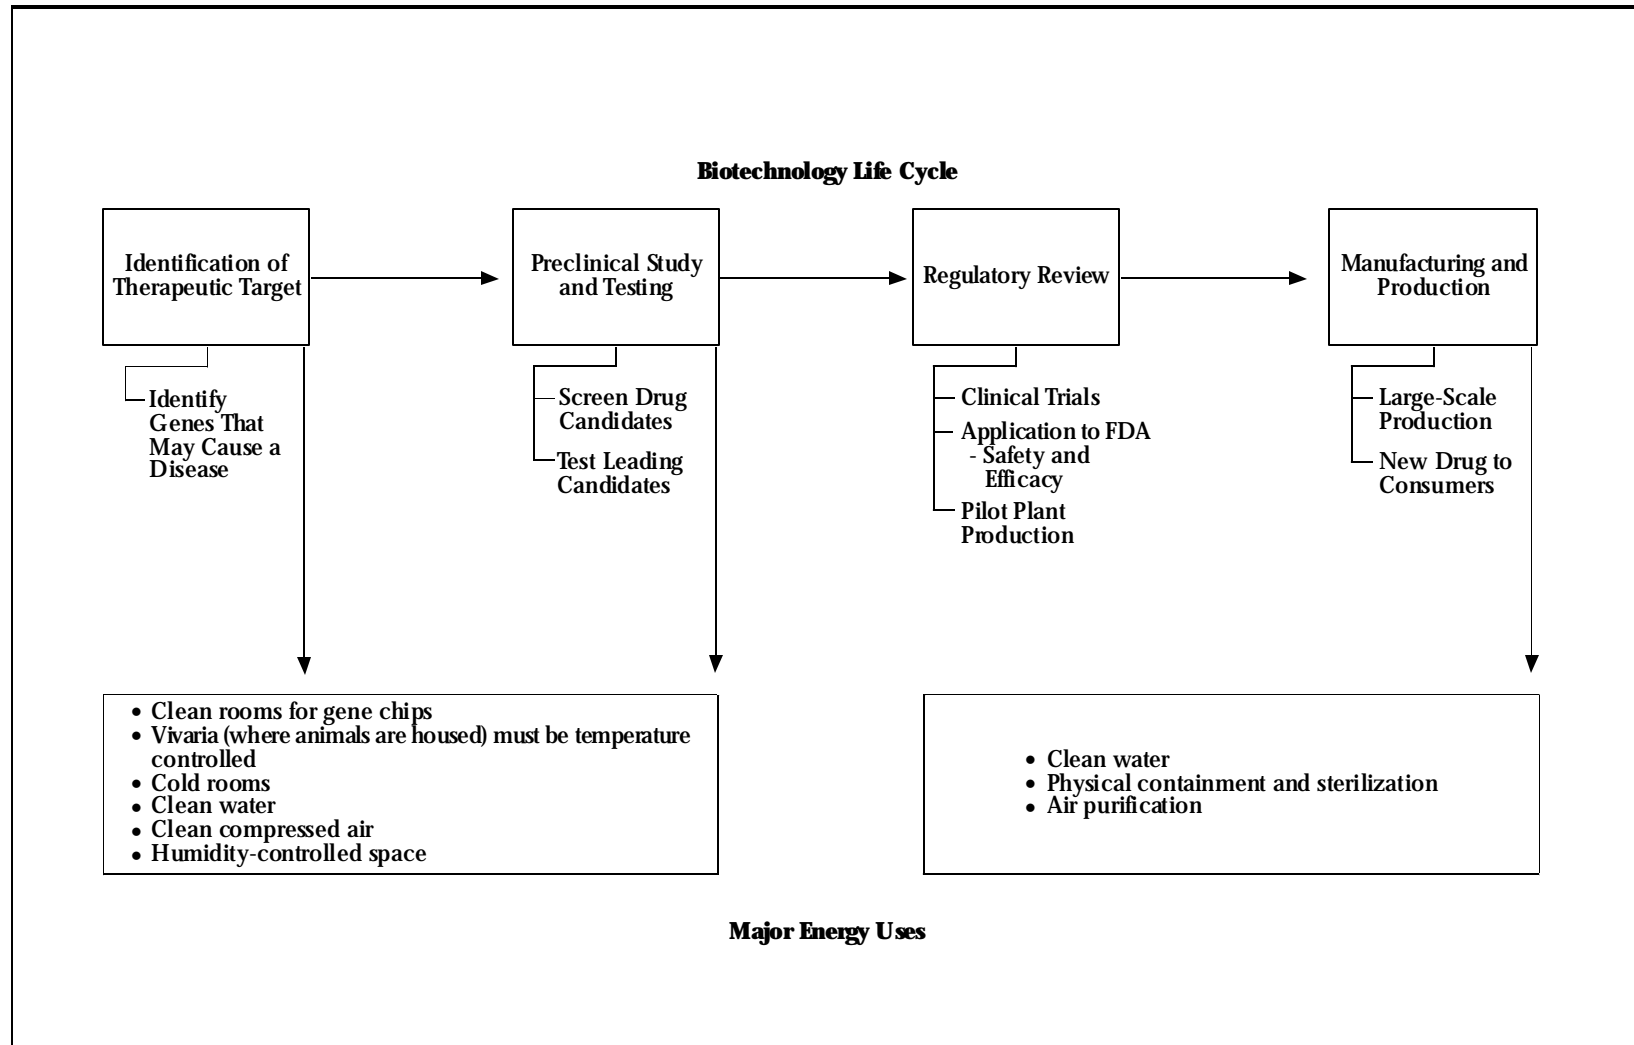 Biotechnology Life Cycle
Identification of
Therapeutic Target
Preclinical Study
and Testing
Regulatory Review
Manufacturing and
Production
Identify
Genes That
May Cause a
Disease
Screen Drug
Candidates
Test Leading
Candidates
Clinical Trials
Application to FDA
- Safety and
Efficacy
Pilot Plant
Production
Large-Scale
Production
New Drug to
Consumers
• Clean rooms for gene chips
• Vivaria (where animals are housed) must be temperature
controlled
• Cold rooms
• Clean water
• Clean compressed air
• Humidity-controlled space
• Clean water
• Physical containment and sterilization
• Air purification
Major Energy Uses